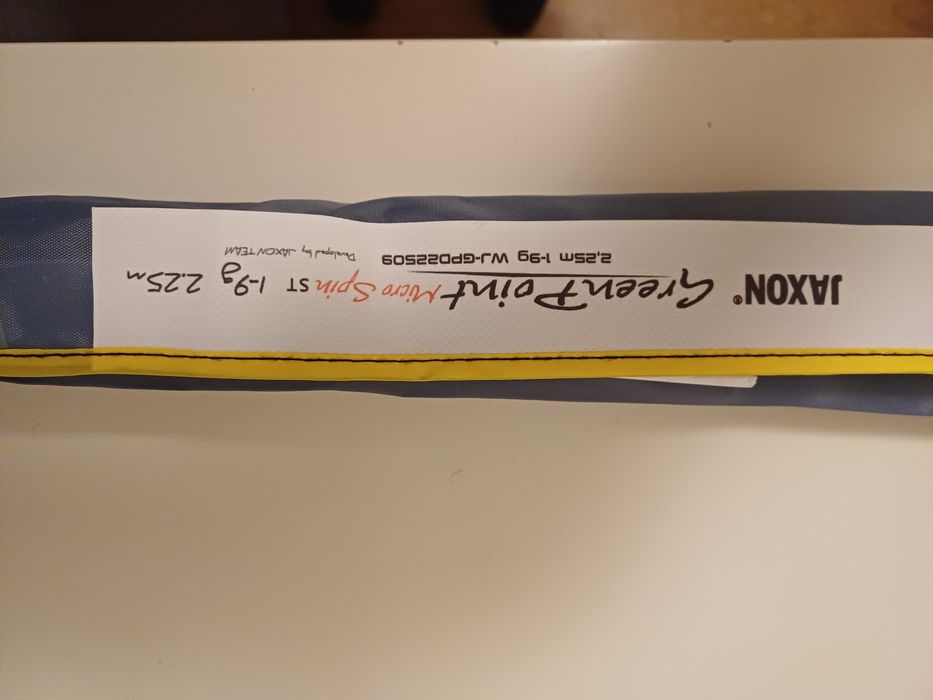 JAXON® GreenPoint Micro Spin ST 1-9g 2.25m
2,25m 1-9g WJ-GPD22509 Developed by JAXON TEAM